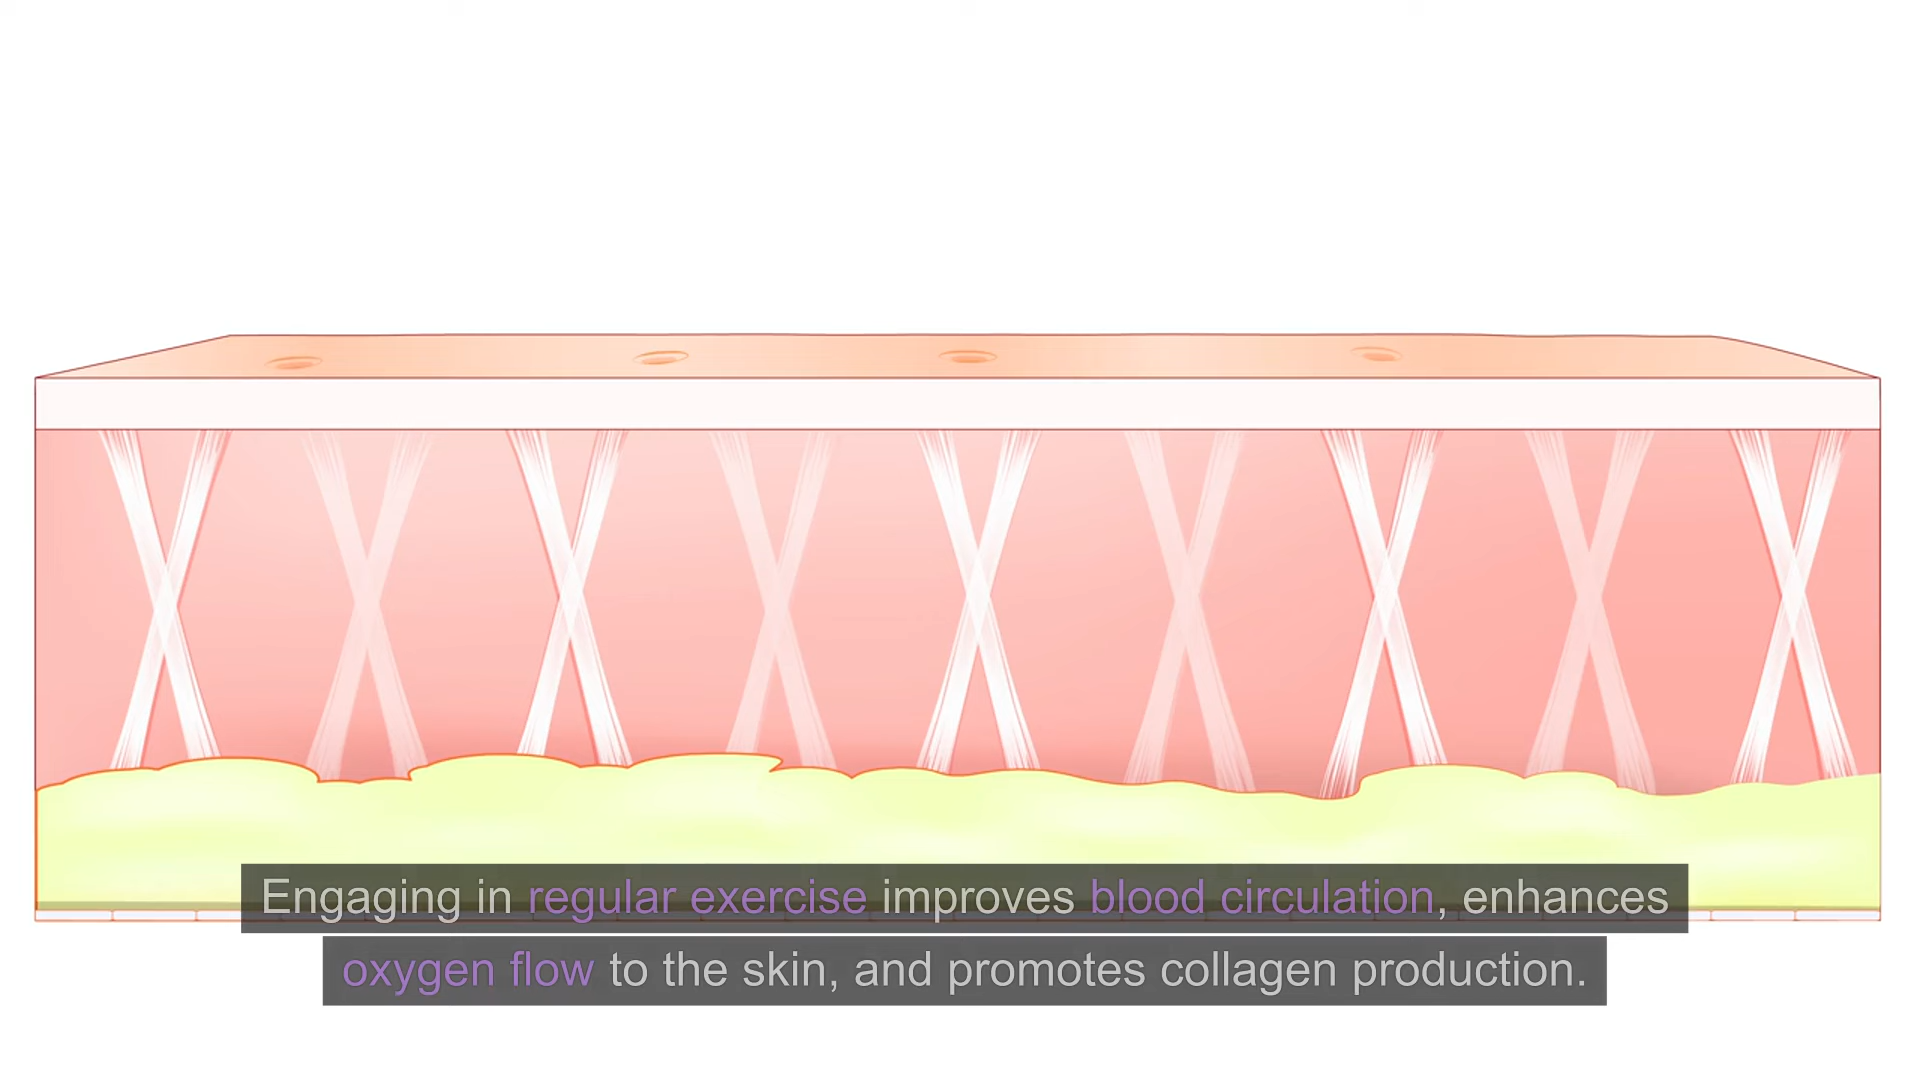 Engaging in regular exercise improves blood circulation, enhances
oxygen flow to the skin, and promotes collagen production.